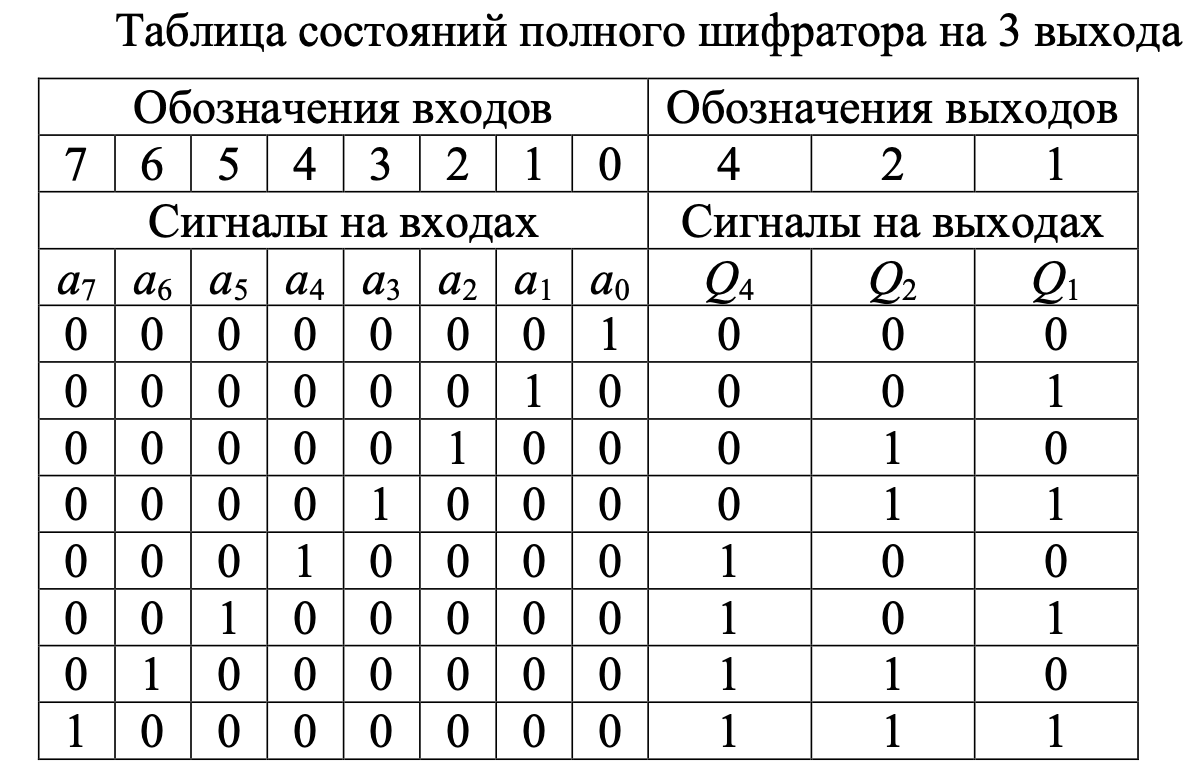 Таблица состояний полного шифратора на 3 выхода
Обозначения входов Обозначения выходов
7 6 5 4 3 2 1 0 4 2 1
Сигналы на входах Сигналы на выходах
a₇ a₆ a₅ a₄ a₃ a₂ a₁ a₀ Q₄ Q₂ Q₁
0 0 0 0 0 0 0 1 0 0 0
0 0 0 0 0 0 1 0 0 0 1
0 0 0 0 0 1 0 0 0 1 0
0 0 0 0 1 0 0 0 0 1 1
0 0 0 1 0 0 0 0 1 0 0
0 0 1 0 0 0 0 0 1 0 1
0 1 0 0 0 0 0 0 1 1 0
1 0 0 0 0 0 0 0 1 1 1